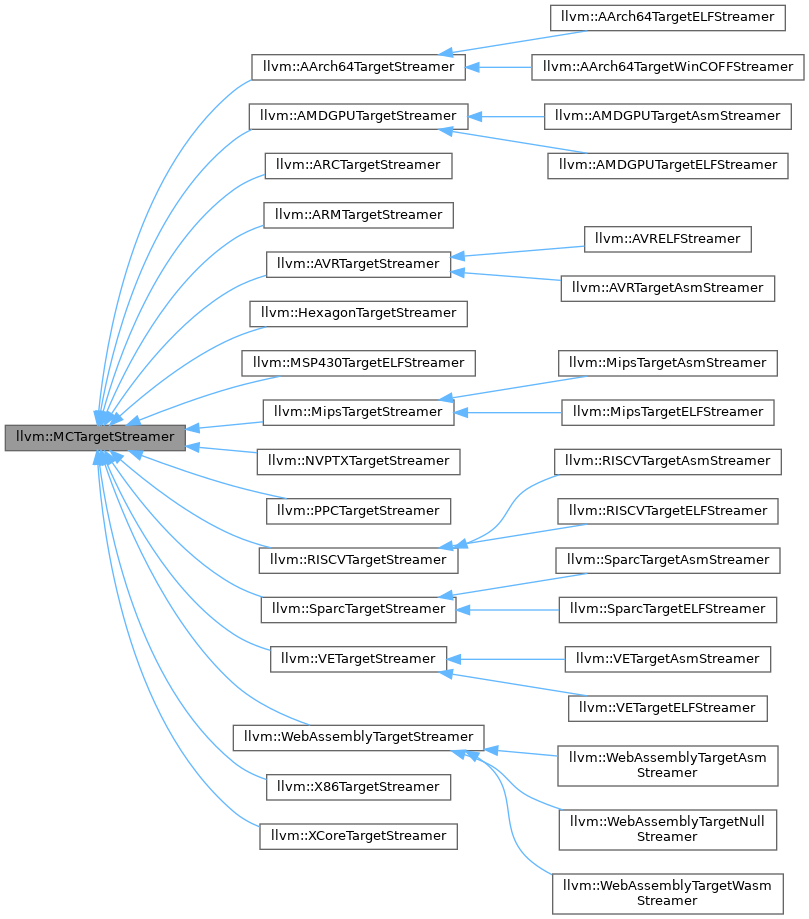 llvm::AArch64TargetELFStreamer
llvm::AArch64TargetStreamer
llvm::AArch64TargetWinCOFFStreamer
llvm::AMDGPUTargetStreamer
llvm::AMDGPUTargetAsmStreamer
llvm::ARCTargetStreamer
llvm::AMDGPUTargetELFStreamer
llvm::ARMTargetStreamer
llvm::AVRELFStreamer
llvm::AVRTargetStreamer
llvm::AVRTargetAsmStreamer
llvm::HexagonTargetStreamer
llvm::MSP430TargetELFStreamer
llvm::MipsTargetAsmStreamer
llvm::MipsTargetStreamer
llvm::MipsTargetELFStreamer
llvm::MCTargetStreamer
llvm::NVPTXTargetStreamer
llvm::RISCVTargetAsmStreamer
llvm::PPCTargetStreamer
llvm::RISCVTargetELFStreamer
llvm::RISCVTargetStreamer
llvm::SparcTargetAsmStreamer
llvm::SparcTargetStreamer
llvm::SparcTargetELFStreamer
llvm::VETargetStreamer
llvm::VETargetAsmStreamer
llvm::VETargetELFStreamer
llvm::WebAssemblyTargetStreamer
llvm::WebAssemblyTargetAsm
Streamer
llvm::X86TargetStreamer
llvm::WebAssemblyTargetNull
Streamer
llvm::XCoreTargetStreamer
llvm::WebAssemblyTargetWasm
Streamer